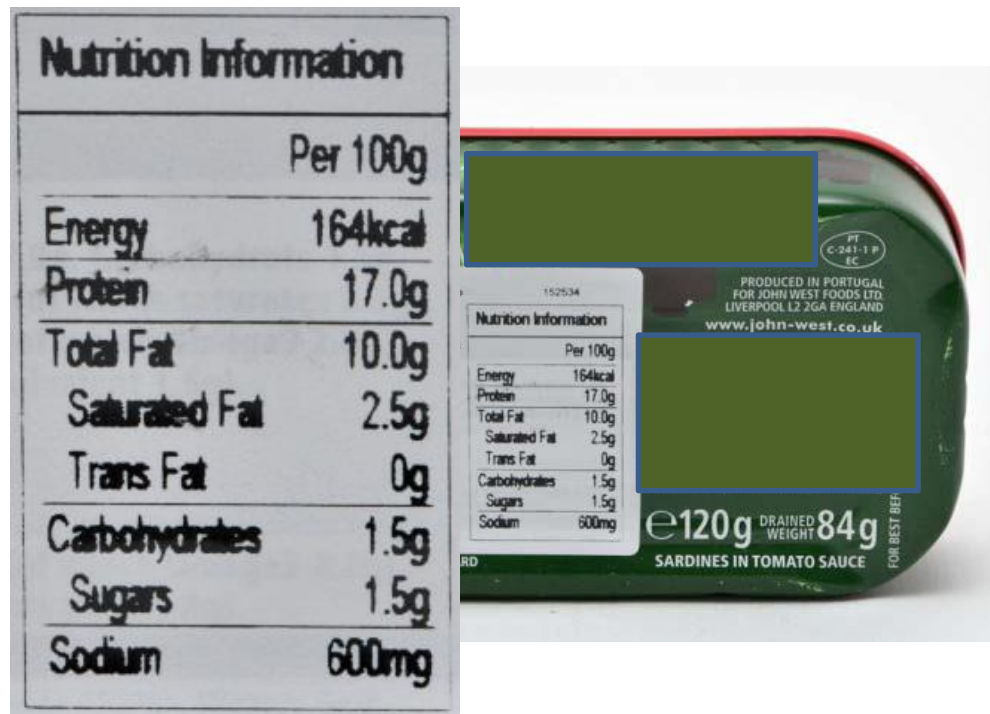 Nutrition Information
Per 100g
Energy 164kcal
Protein 17.0g
Total Fat 10.0g
Saturated Fat 2.5g
Trans Fat 0g
Carbohydrates 1.5g
Sugars 1.5g
Sodium 600mg
PT
C-241-1 P
EC
PRODUCED IN PORTUGAL
FOR JOHN WEST FOODS LTD.
LIVERPOOL L2 2GA ENGLAND
www.john-west.co.uk
152534
Nutrition Information
Per 100g
Energy 164kcal
Protein 17.0g
Total Fat 10.0g
Saturated Fat 2.5g
Trans Fat 0g
Carbohydrates 1.5g
Sugars 1.5g
Sodium 600mg
e120g DRAINED WEIGHT 84g
SARDINES IN TOMATO SAUCE
FOR BEST BEF
RD